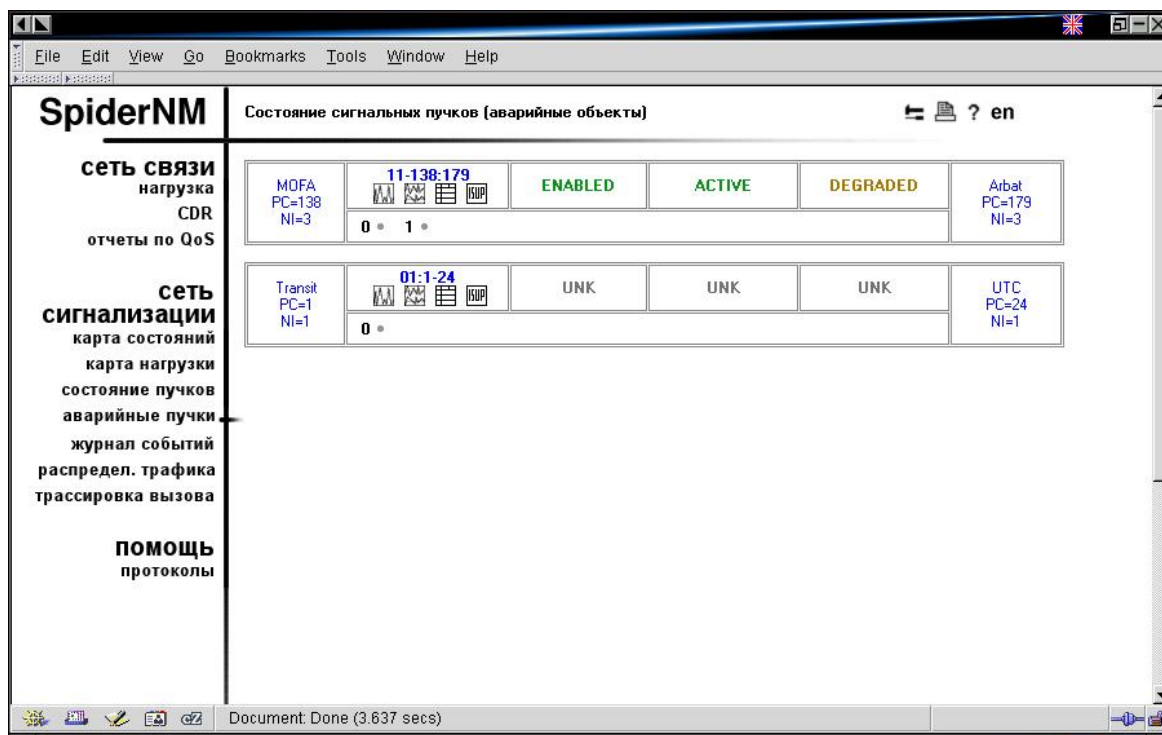 File Edit View Go Bookmarks Tools Window Help
SpiderNM
Состояние сигнальных пучков (аварийные объекты)
? en
сеть связи
нагрузка
CDR
отчеты по QoS
сеть
сигнализации
карта состояний
карта нагрузки
состояние пучков
аварийные пучки
журнал событий
распредел. трафика
трассировка вызова
помощь
протоколы
MOFA
PC=138
NI=3
11-138:179
ISUP
ENABLED
ACTIVE
DEGRADED
0 1
Arbat
PC=179
NI=3
Transit
PC=1
NI=1
01:1-24
ISUP
UNK
UNK
UNK
0
UTC
PC=24
NI=1
Document: Done (3.637 secs)